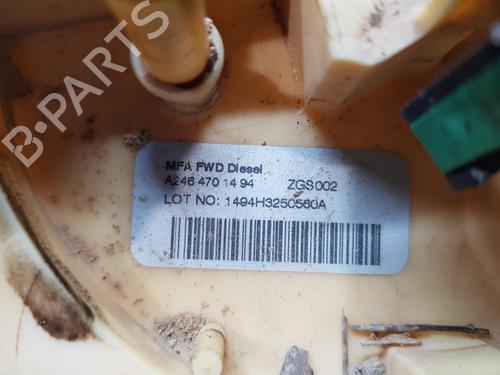 B-PARTS
MFA FWD Diesel
A246 470 14 94 ZGS002
LOT NO: 1494H3250560A